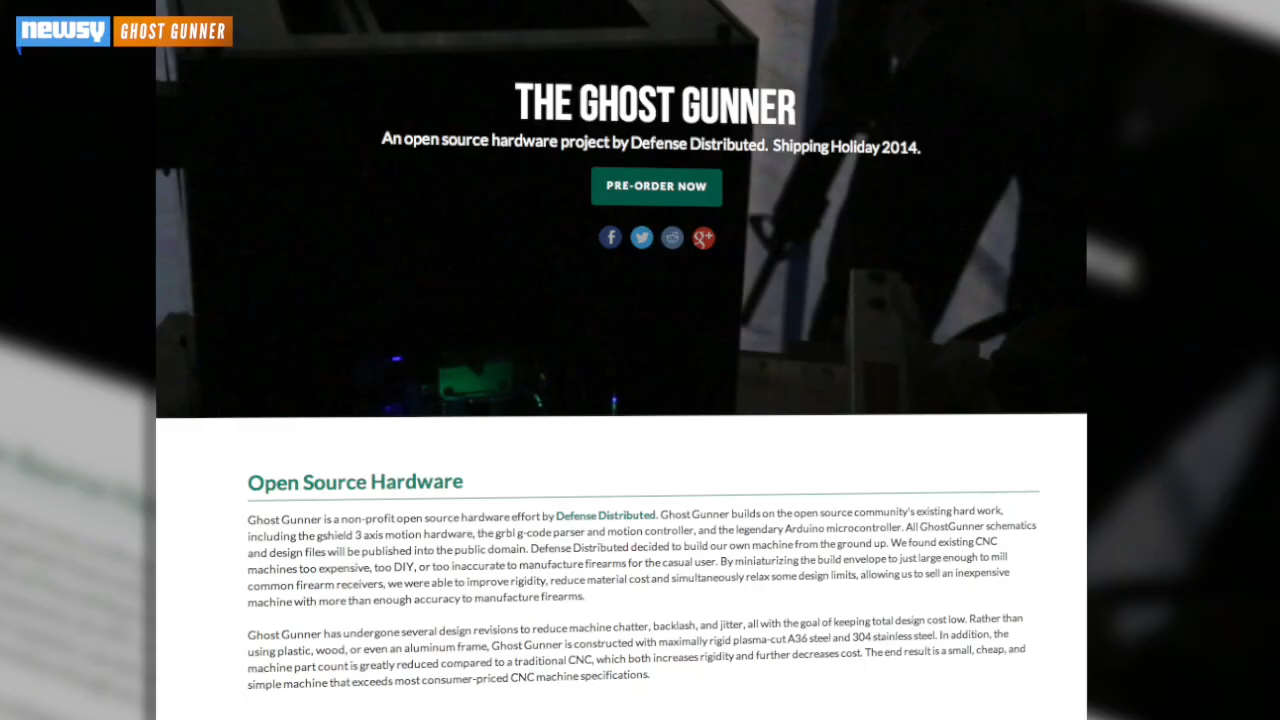 newsy GHOST GUNNER
THE GHOST GUNNER
An open source hardware project by Defense Distributed. Shipping Holiday 2014.
PRE-ORDER NOW
f g+
Open Source Hardware
Ghost Gunner is a non-profit open source hardware effort by Defense Distributed. Ghost Gunner builds on the open source community's existing hard work,
including the gshield 3 axis motion hardware, the grbl g-code parser and motion controller, and the legendary Arduino microcontroller. All GhostGunner schematics
and design files will be published into the public domain. Defense Distributed decided to build our own machine from the ground up. We found existing CNC
machines too expensive, too DIY, or too inaccurate to manufacture firearms for the casual user. By miniaturizing the build envelope to just large enough to mill
common firearm receivers, we were able to improve rigidity, reduce material cost and simultaneously relax some design limits, allowing us to sell an inexpensive
machine with more than enough accuracy to manufacture firearms.
Ghost Gunner has undergone several design revisions to reduce machine chatter, backlash, and jitter, all with the goal of keeping total design cost low. Rather than
using plastic, wood, or even an aluminum frame, Ghost Gunner is constructed with maximally rigid plasma-cut A36 steel and 304 stainless steel. In addition, the
machine part count is greatly reduced compared to a traditional CNC, which both increases rigidity and further decreases cost. The end result is a small, cheap, and
simple machine that exceeds most consumer-priced CNC machine specifications.